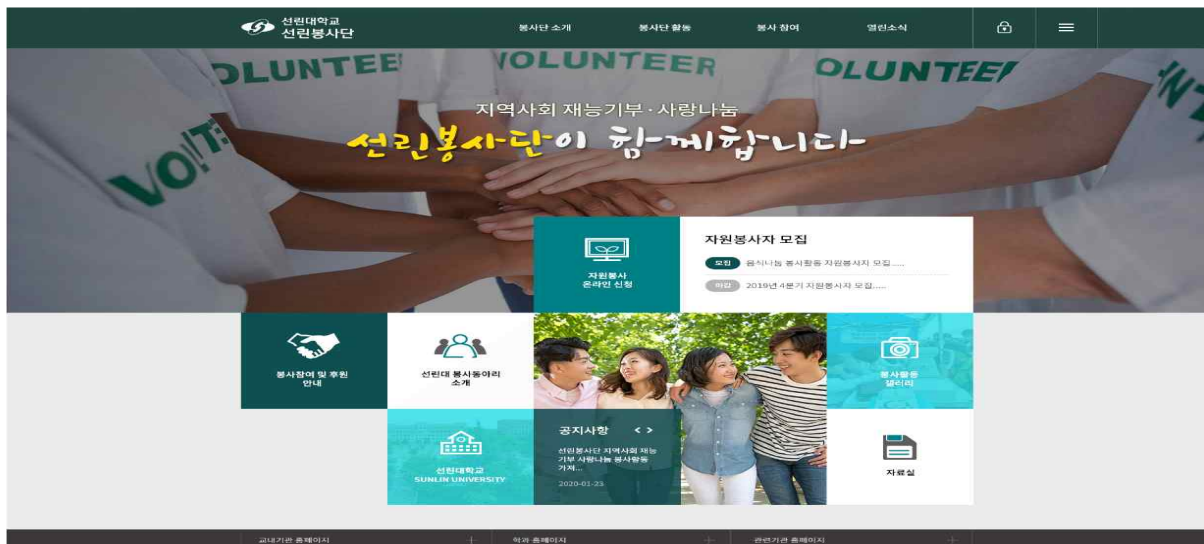 선린대학교
선린봉사단
봉사단 소개
봉사단 활동
봉사 참여
열린소식
VOLUNTEER
OLUNTEE
OLUNTEE
지역사회 재능기부 · 사랑나눔
선린봉사단이 함께합니다
자원봉사
온라인 신청
자원봉사자 모집
모집 음식나눔 봉사활동 자원봉사자 모집.....
마감 2019년 4분기 자원봉사자 모집.....
봉사참여 및 후원
안내
선린대 봉사동아리
소개
봉사활동
갤러리
선린대학교
SUNLIN UNIVERSITY
공지사항 < >
선린봉사단 지역사회 재능
기부 사랑나눔 봉사활동
가져...
2020-01-23
자료실
교내기관 홈페이지
학과 홈페이지
관련기관 홈페이지